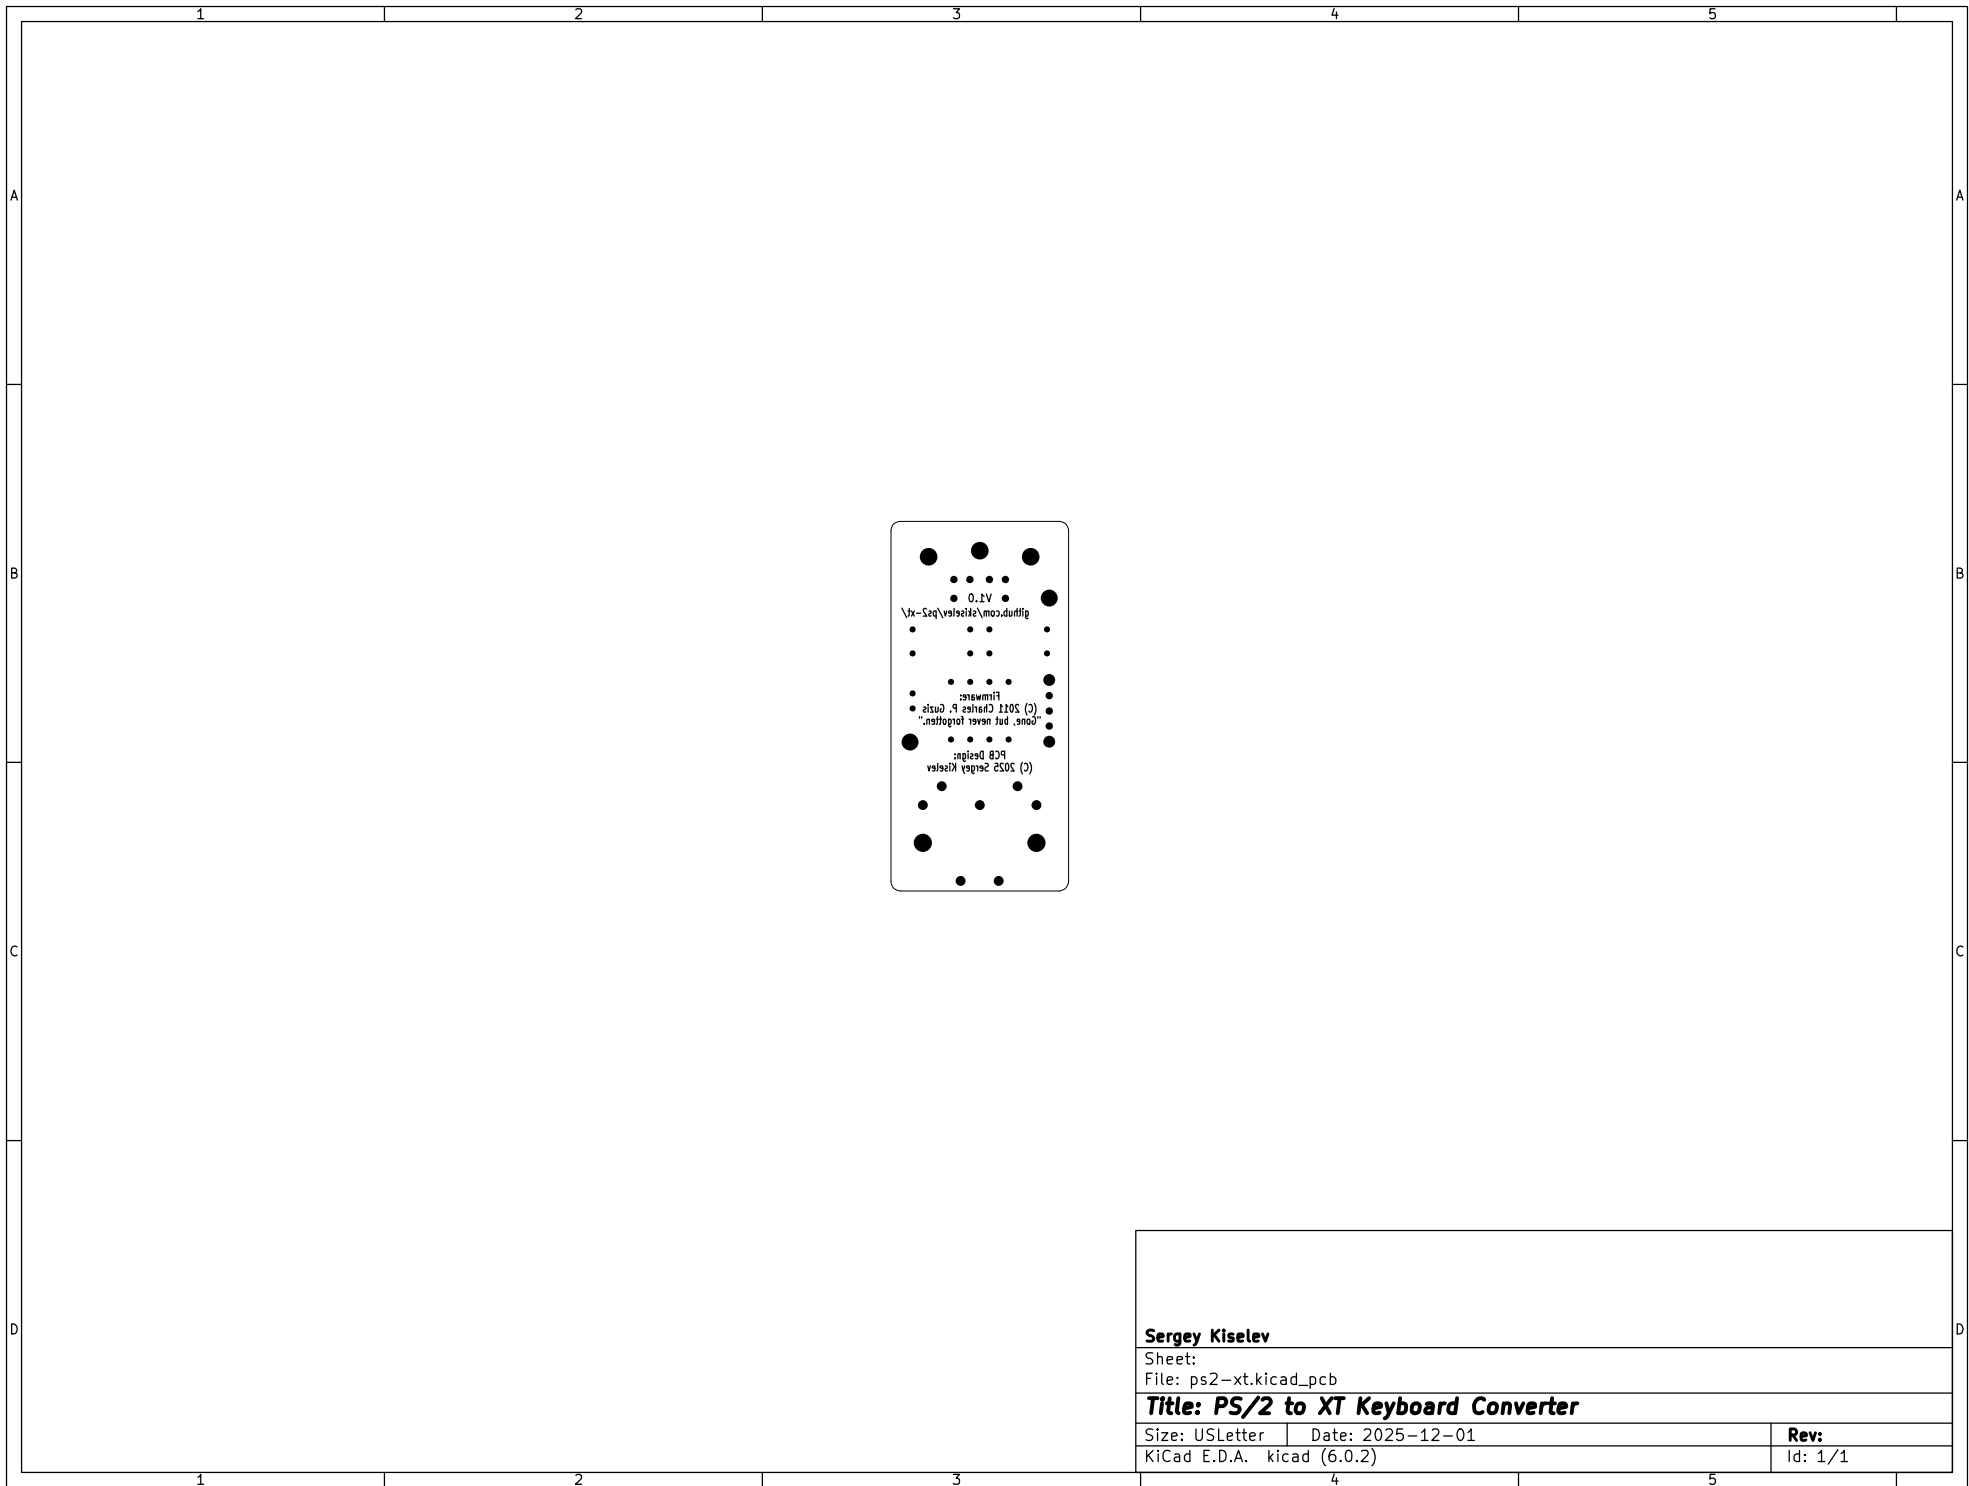 1 2 3 4 5
A A
B B
V1.0
github.com/skiselev/ps2-xt/
Firmware:
(C) 2011 Charles P. Guzis
"Gone, but never forgotten."
PCB Design:
(C) 2025 Sergey Kiselev
C C
D D
Sergey Kiselev
Sheet:
File: ps2-xt.kicad_pcb
Title: PS/2 to XT Keyboard Converter
Size: USLetter Date: 2025-12-01 Rev:
KiCad E.D.A. kicad (6.0.2) Id: 1/1
1 2 3 4 5